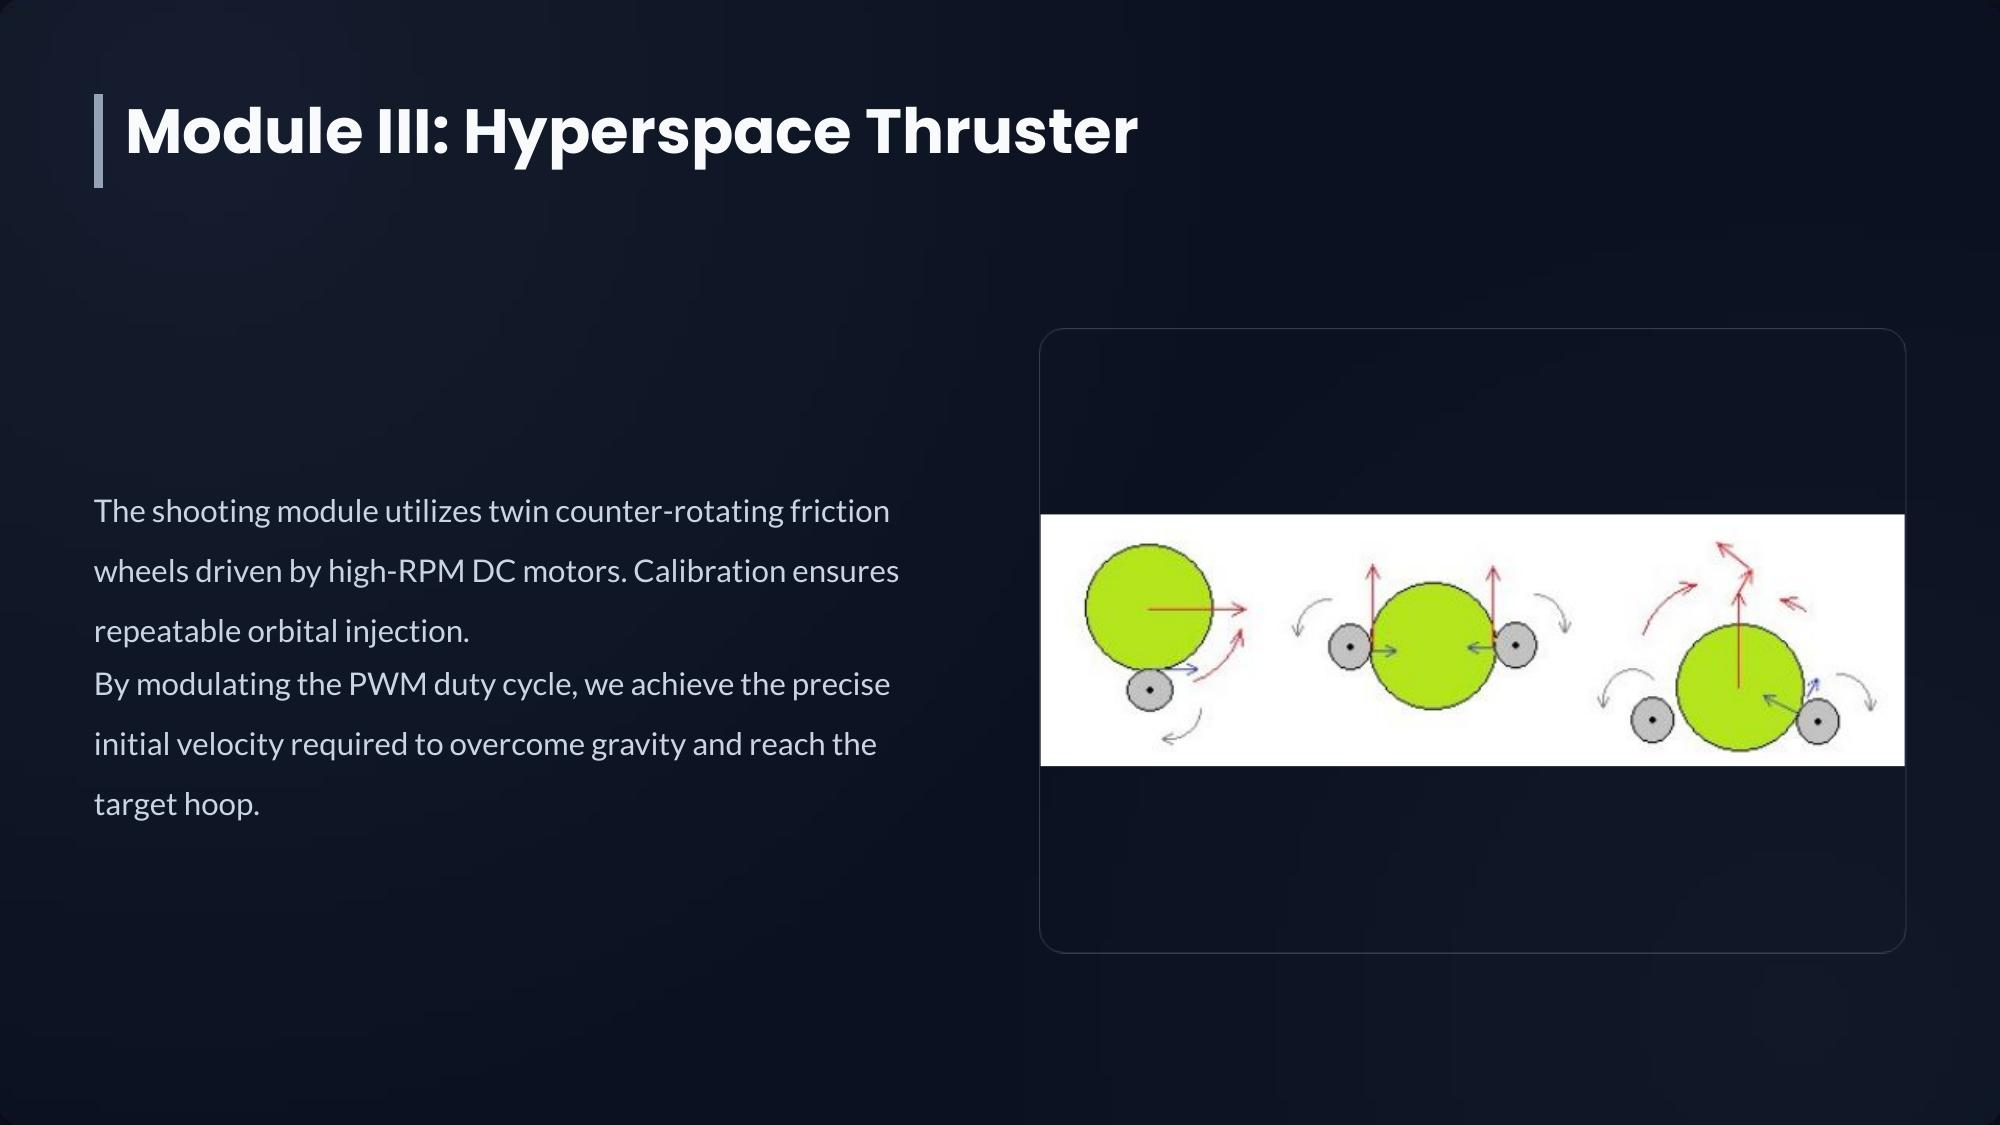 Module III: Hyperspace Thruster
The shooting module utilizes twin counter-rotating friction
wheels driven by high-RPM DC motors. Calibration ensures
repeatable orbital injection.
By modulating the PWM duty cycle, we achieve the precise
initial velocity required to overcome gravity and reach the
target hoop.